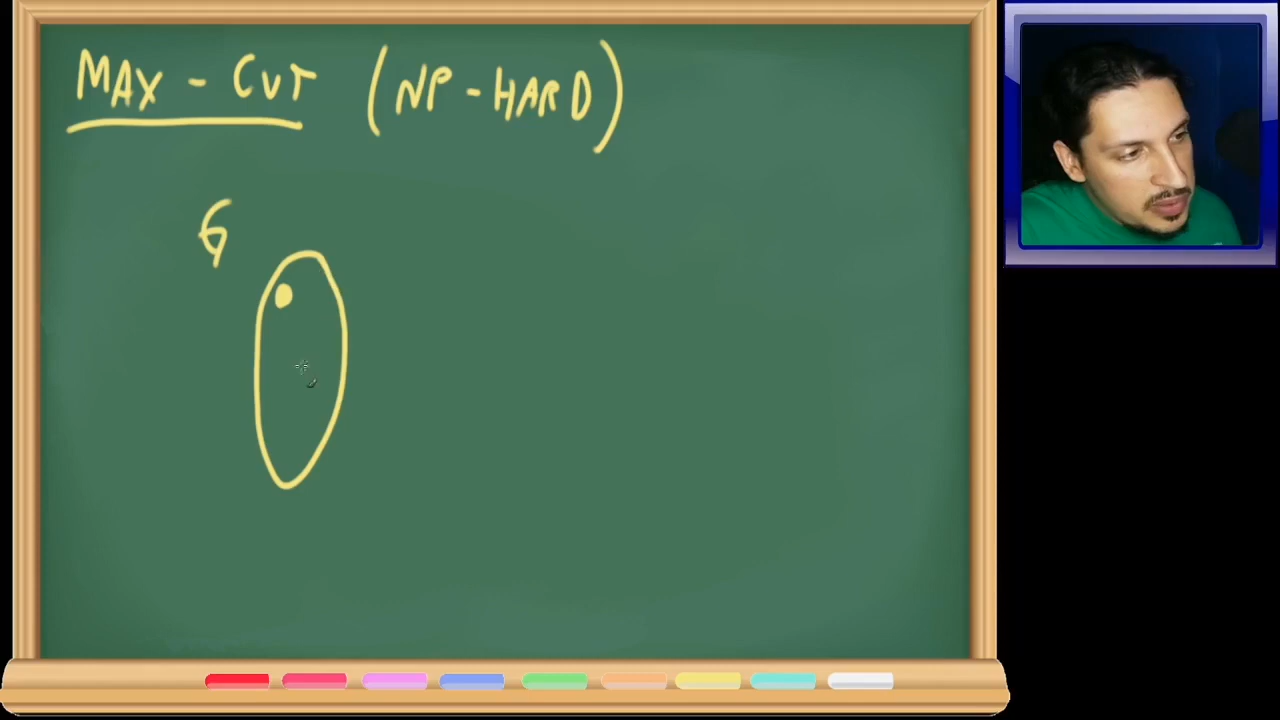 MAX - CUT (NP - HARD)
G